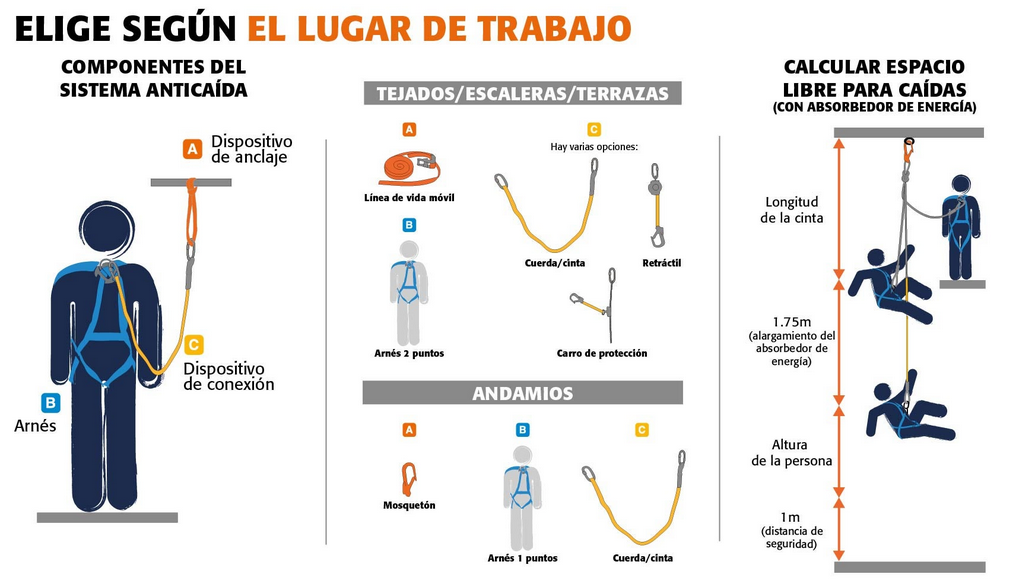 ELIGE SEGÚN EL LUGAR DE TRABAJO
COMPONENTES DEL
SISTEMA ANTICAÍDA
A
Dispositivo
de anclaje
C
Dispositivo
de conexión
B
Arnés
TEJADOS/ESCALERAS/TERRAZAS
A
Línea de vida móvil
B
Arnés 2 puntos
C
Hay varias opciones:
Cuerda/cinta
Retráctil
Carro de protección
ANDAMIOS
A
Mosquetón
B
Arnés 1 puntos
C
Cuerda/cinta
CALCULAR ESPACIO
LIBRE PARA CAÍDAS
(CON ABSORBEDOR DE ENERGÍA)
Longitud
de la cinta
1.75m
(alargamiento del
absorbedor de
energía)
Altura
de la persona
1m
(distancia de
seguridad)